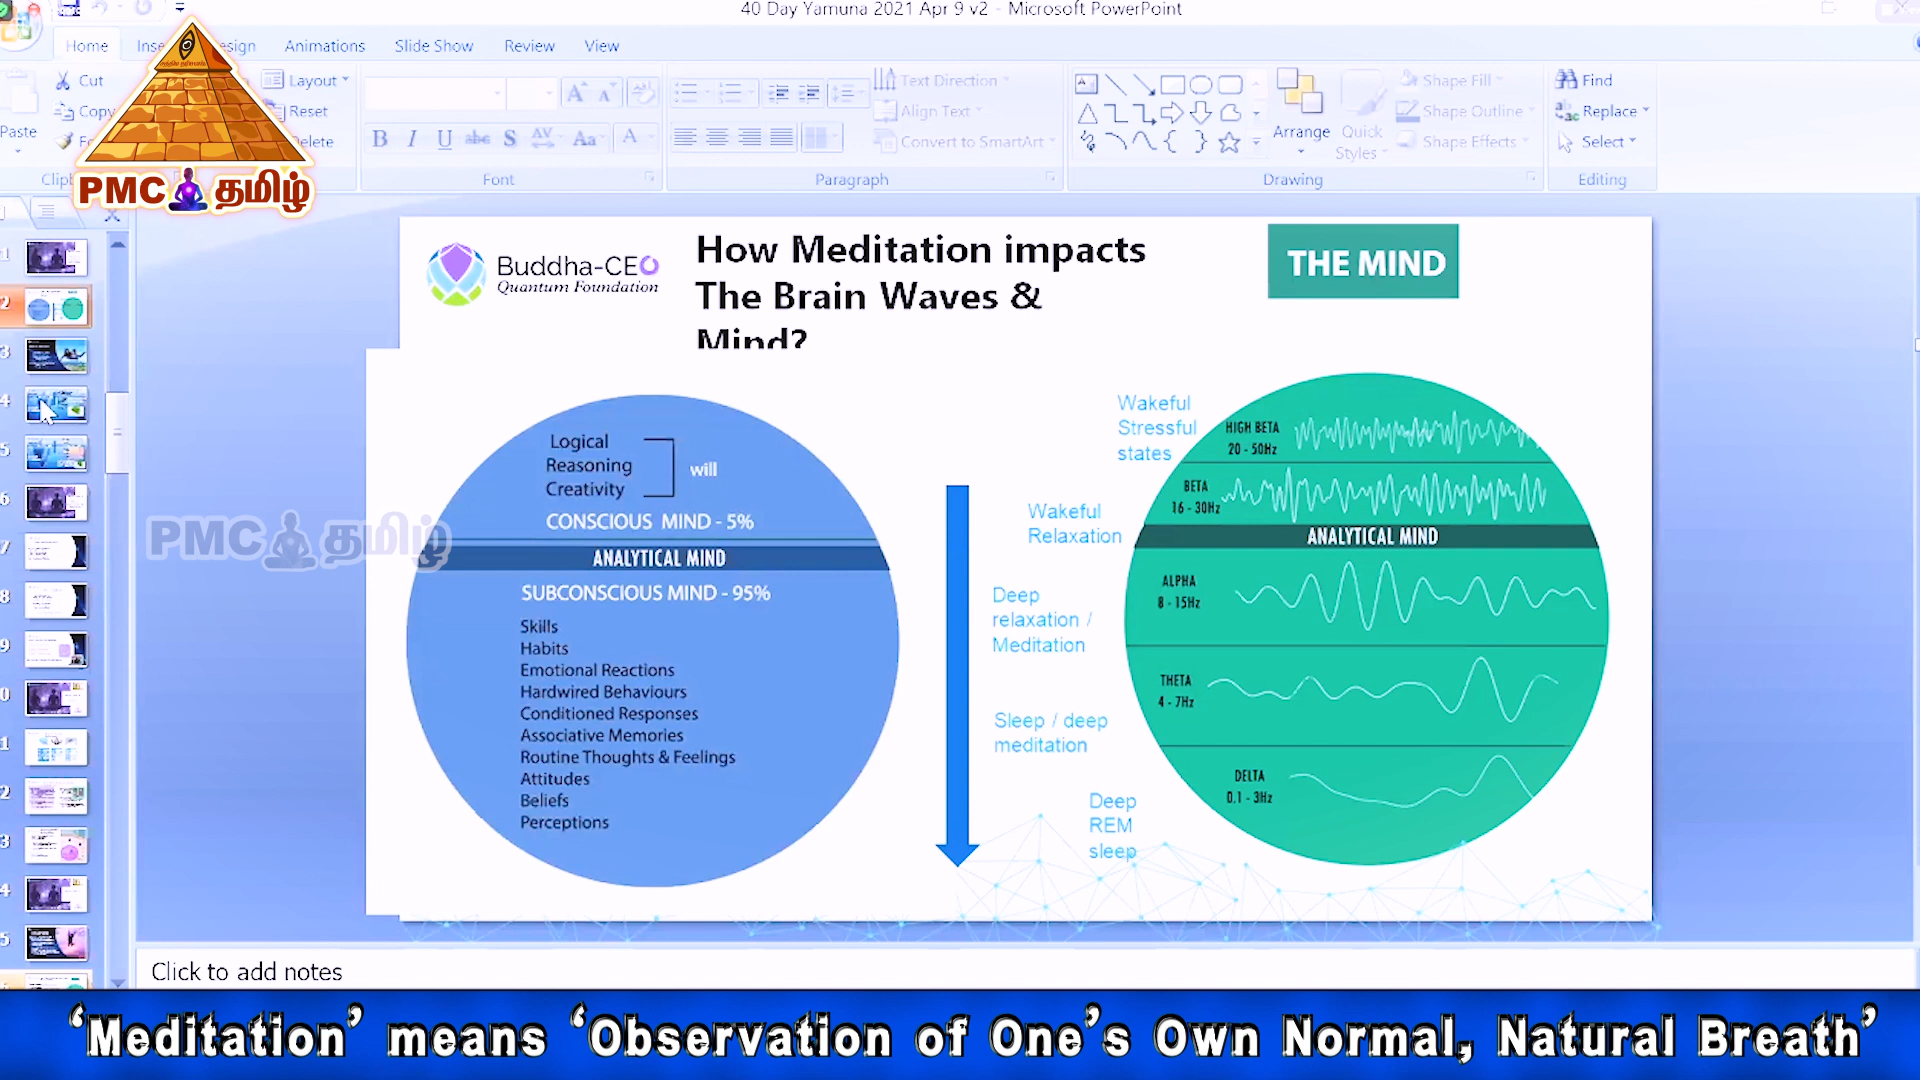 40 Day Yamuna 2021 Apr 9 v2 - Microsoft PowerPoint
Home
Animations
Slide Show
Review
View
Cut
Copy
Paste
Layout
Reset
Delete
Font
Text Direction
Align Text
Convert to SmartArt
Paragraph
Arrange
Quick
Styles
Shape Fill
Shape Outline
Shape Effects
Drawing
Find
Replace
Select
Editing
PMC தமிழ்
Buddha-CEO
Quantum Foundation
How Meditation impacts
The Brain Waves &
Mind?
THE MIND
Logical
Reasoning
Creativity
will
CONSCIOUS MIND - 5%
ANALYTICAL MIND
SUBCONSCIOUS MIND - 95%
Skills
Habits
Emotional Reactions
Hardwired Behaviours
Conditioned Responses
Associative Memories
Routine Thoughts & Feelings
Attitudes
Beliefs
Perceptions
Wakeful
Stressful
states
Wakeful
Relaxation
Deep
relaxation /
Meditation
Sleep / deep
meditation
Deep
REM
sleep
HIGH BETA
20 - 50Hz
BETA
16 - 30Hz
ANALYTICAL MIND
ALPHA
8 - 15Hz
THETA
4 - 7Hz
DELTA
0.1 - 3Hz
PMC தமிழ்
Click to add notes
‘Meditation’ means ‘Observation of One’s Own Normal, Natural Breath’